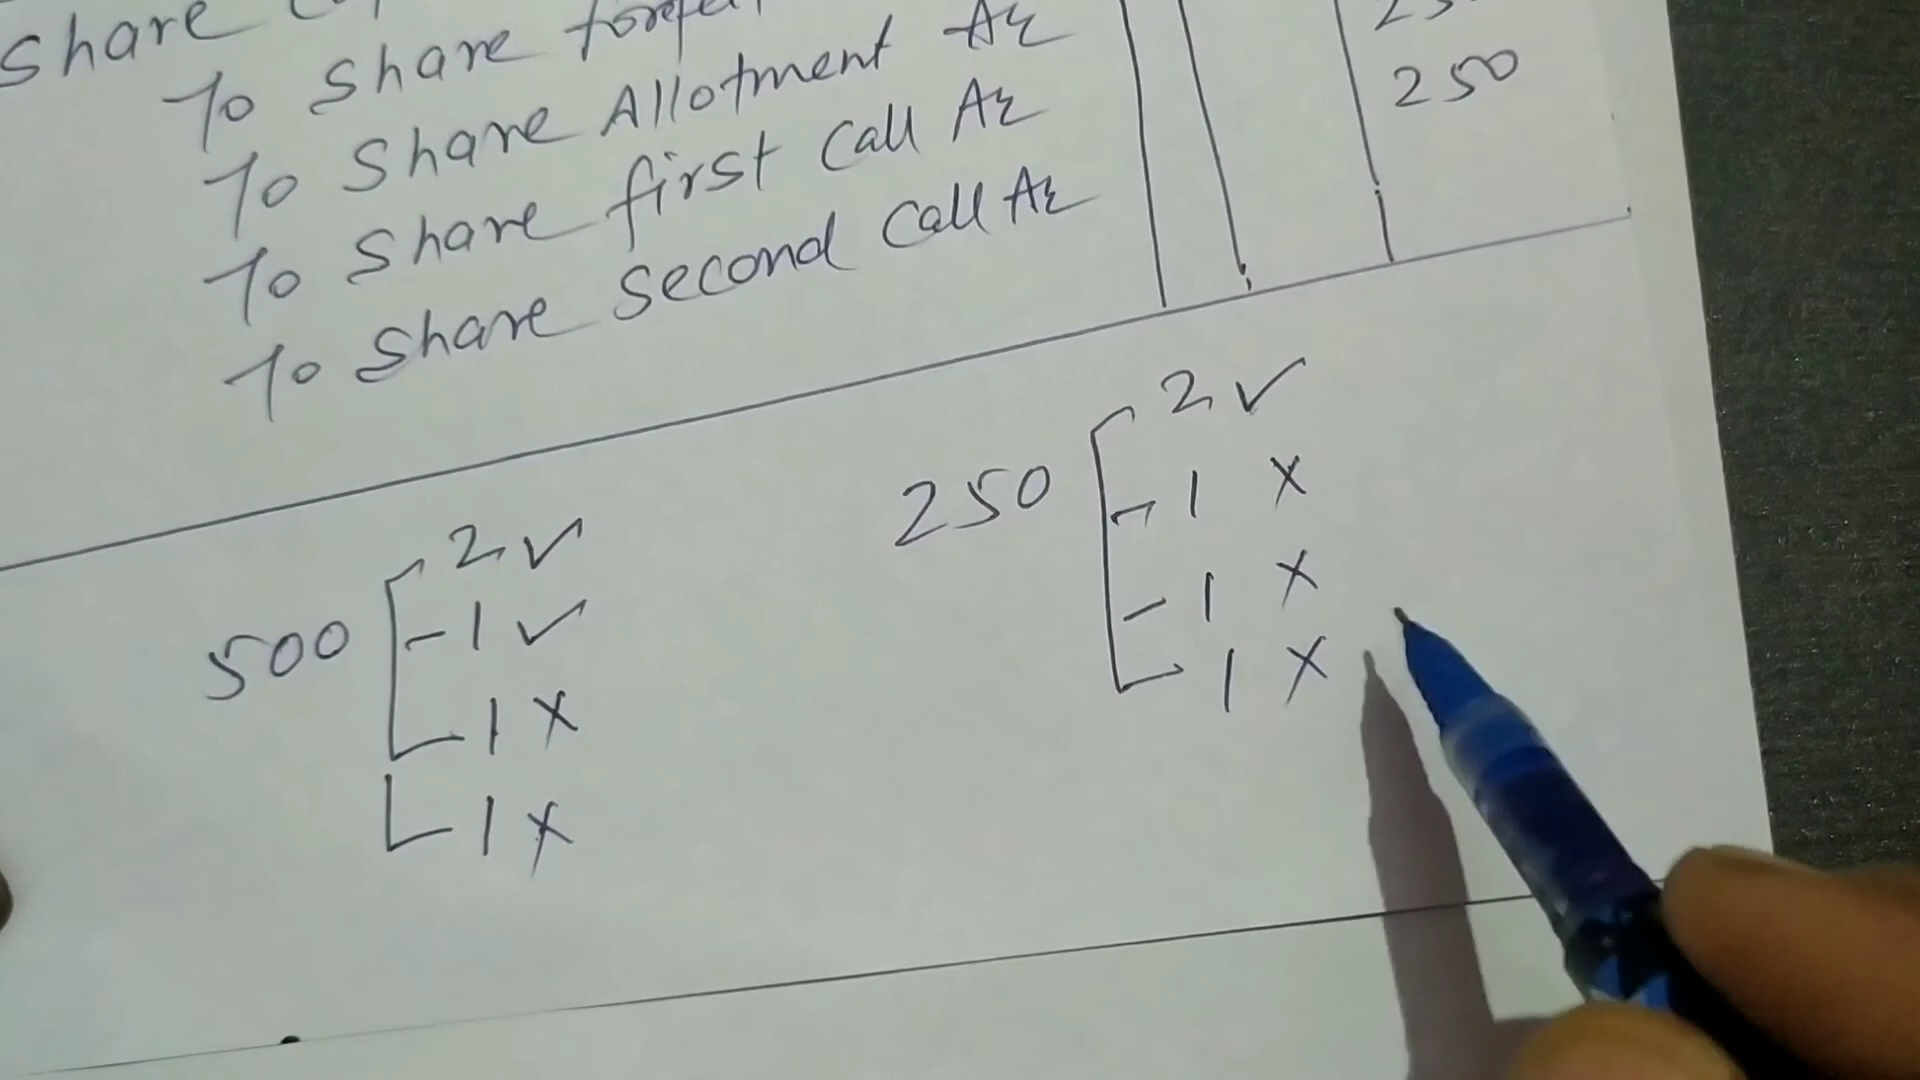 Share
To Share forfei
To Share Allotment A/c
To Share first Call A/c
To Share Second Call A/c
250
500 2 ✓
1 ✓
1 x
1 x
250 2 ✓
1 x
1 x
1 x